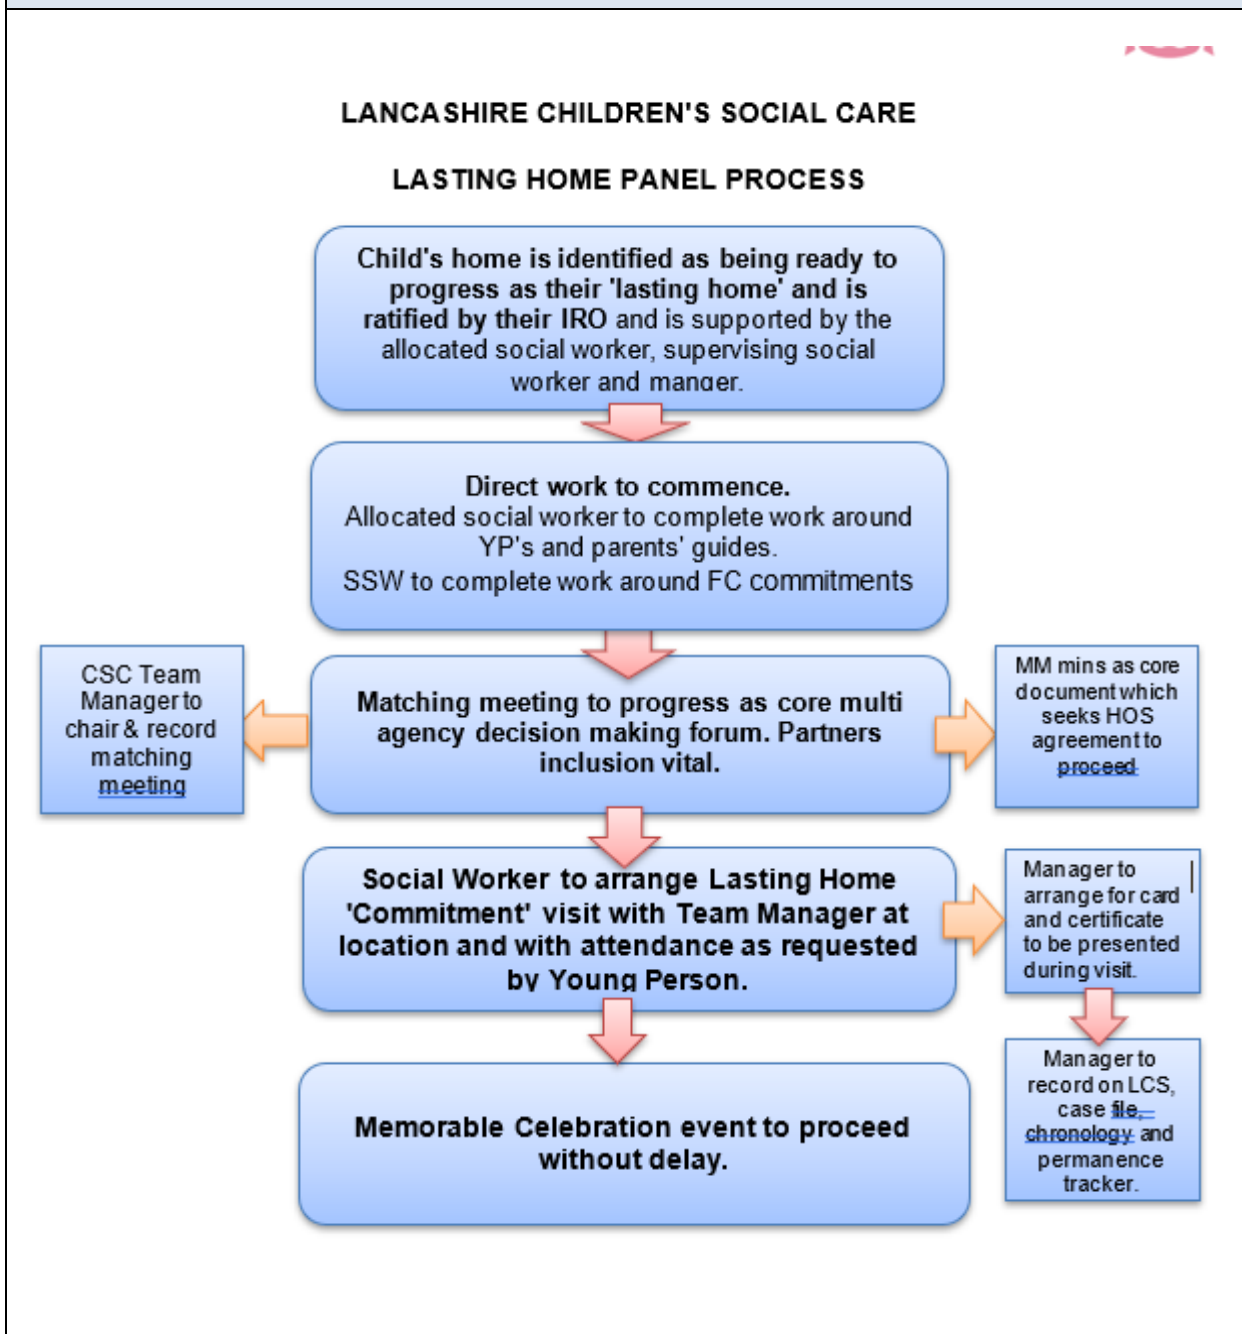 LANCASHIRE CHILDREN'S SOCIAL CARE
LASTING HOME PANEL PROCESS
Child's home is identified as being ready to
progress as their 'lasting home' and is
ratified by their IRO and is supported by the
allocated social worker, supervising social
worker and manger.
Direct work to commence.
Allocated social worker to complete work around
YP's and parents' guides.
SSW to complete work around FC commitments
CSC Team
Manager to
chair & record
matching
meeting
Matching meeting to progress as core multi
agency decision making forum. Partners
inclusion vital.
MM mins as core
document which
seeks HOS
agreement to
proceed
Social Worker to arrange Lasting Home
'Commitment' visit with Team Manager at
location and with attendance as requested
by Young Person.
Manager to
arrange for card
and certificate
to be presented
during visit.
Manager to
record on LCS,
case file,
chronology and
permanence
tracker.
Memorable Celebration event to proceed
without delay.